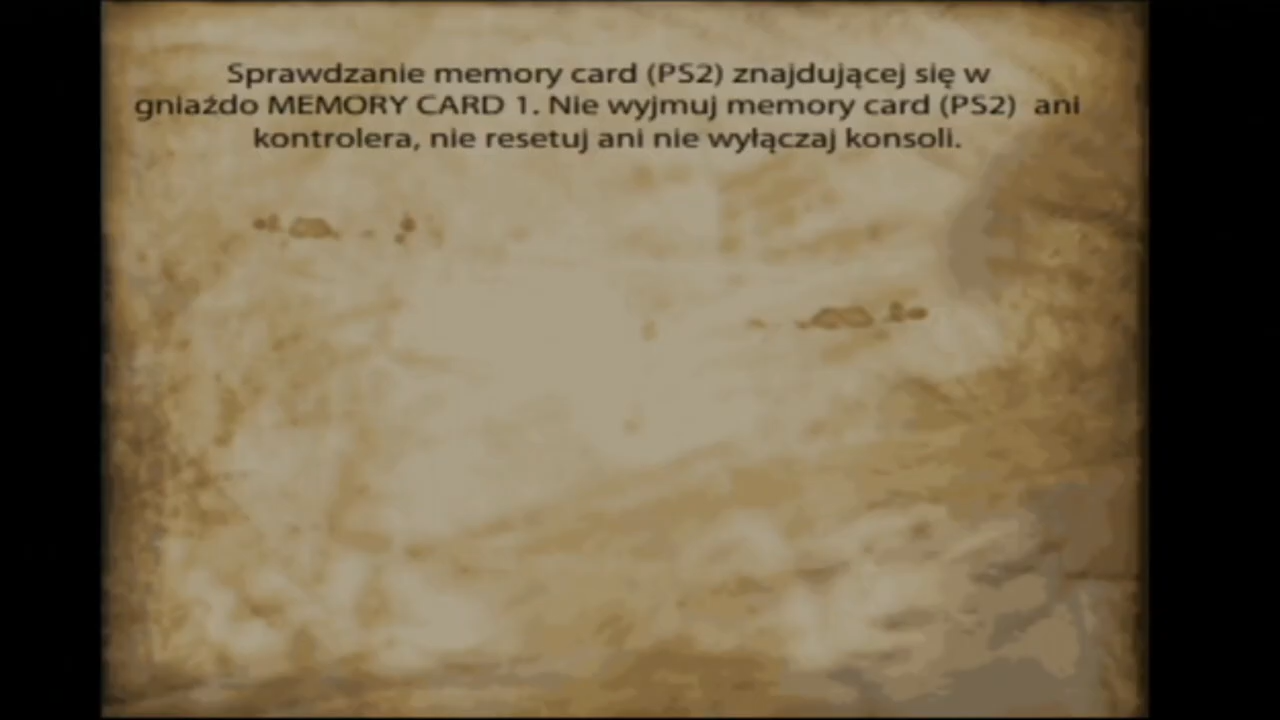 Sprawdzanie memory card (PS2) znajdującej się w
gniaźdo MEMORY CARD 1. Nie wyjmuj memory card (PS2)  ani
kontrolera, nie resetuj ani nie wyłączaj konsoli.